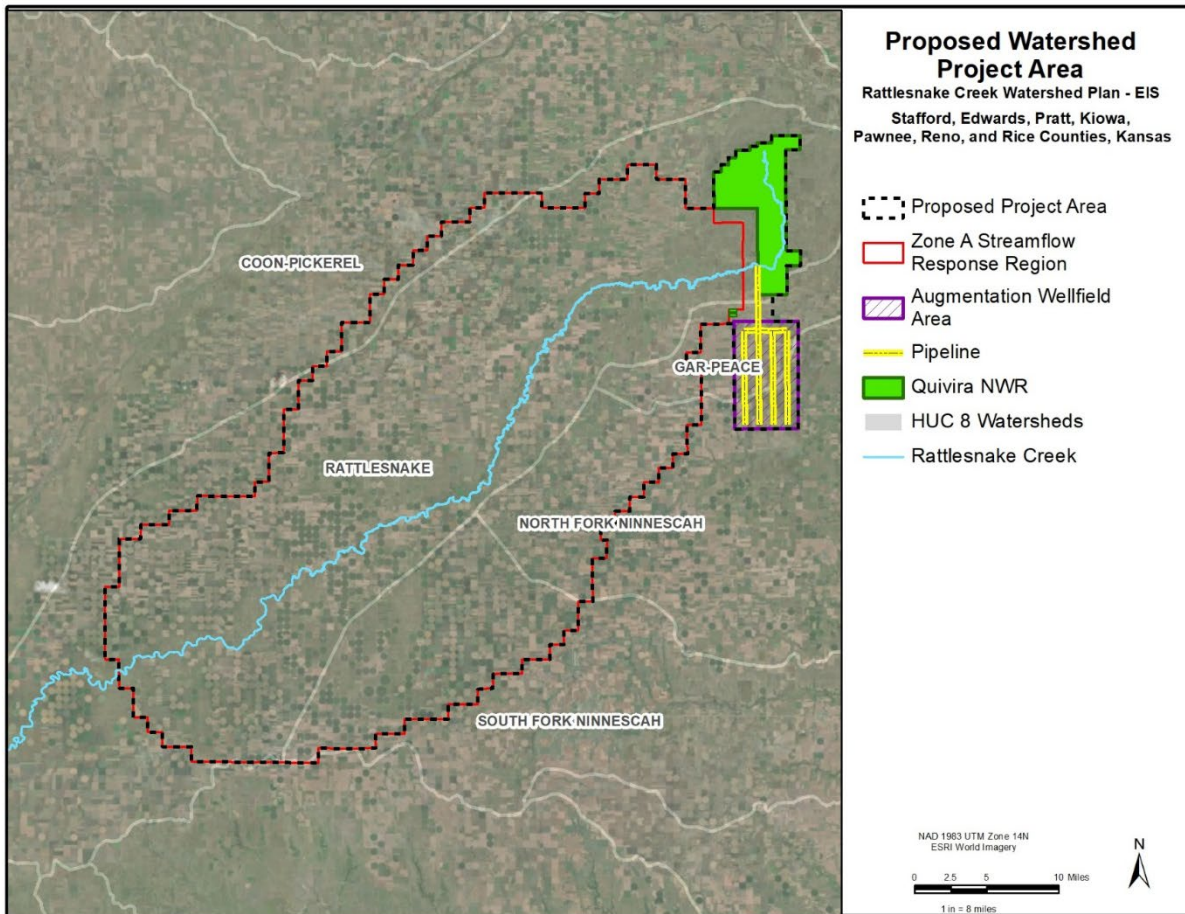 Proposed Watershed
Project Area
Rattlesnake Creek Watershed Plan - EIS
Stafford, Edwards, Pratt, Kiowa,
Pawnee, Reno, and Rice Counties, Kansas
Proposed Project Area
Zone A Streamflow
Response Region
Augmentation Wellfield
Area
Pipeline
Quivira NWR
HUC 8 Watersheds
Rattlesnake Creek
COON-PICKEREL
GAR-PEACE
RATTLESNAKE
NORTH FORK NINNESCAH
SOUTH FORK NINNESCAH
NAD 1983 UTM Zone 14N
ESRI World Imagery
N
0 2.5 5 10 Miles
1 in = 8 miles